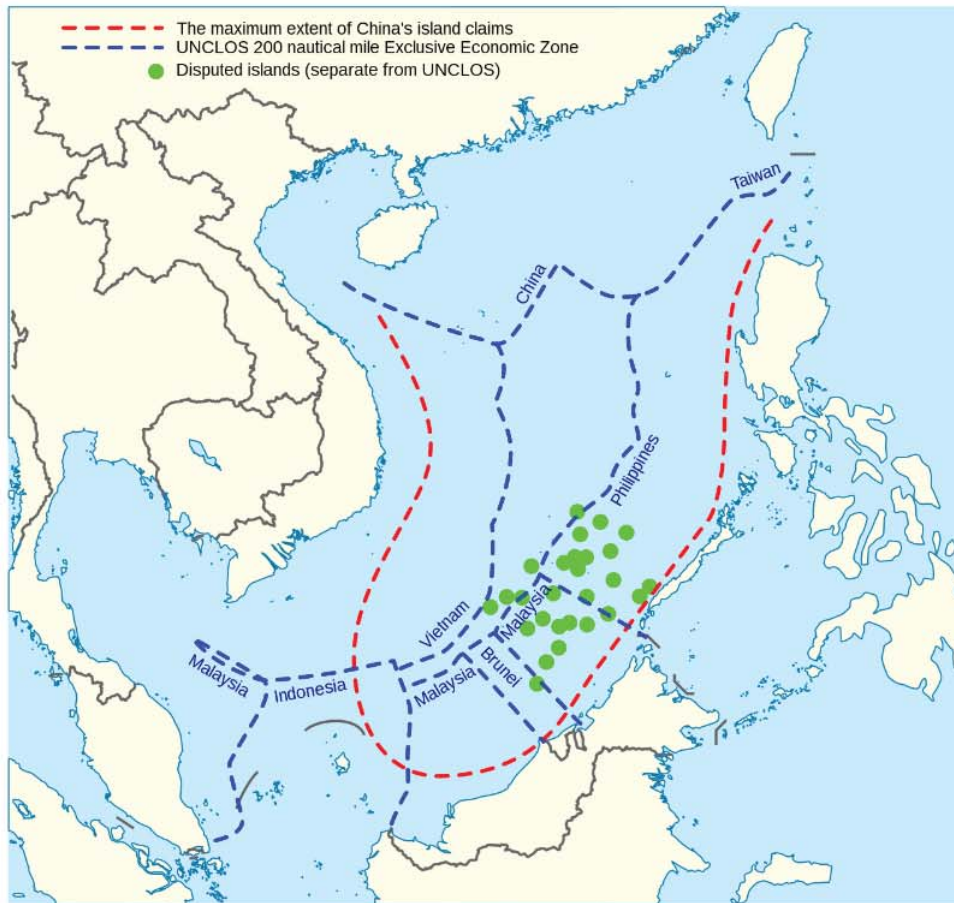 The maximum extent of China's island claims
UNCLOS 200 nautical mile Exclusive Economic Zone
Disputed islands (separate from UNCLOS)
Taiwan
China
Philippines
Malaysia
Vietnam
Brunei
Malaysia
Indonesia
Malaysia